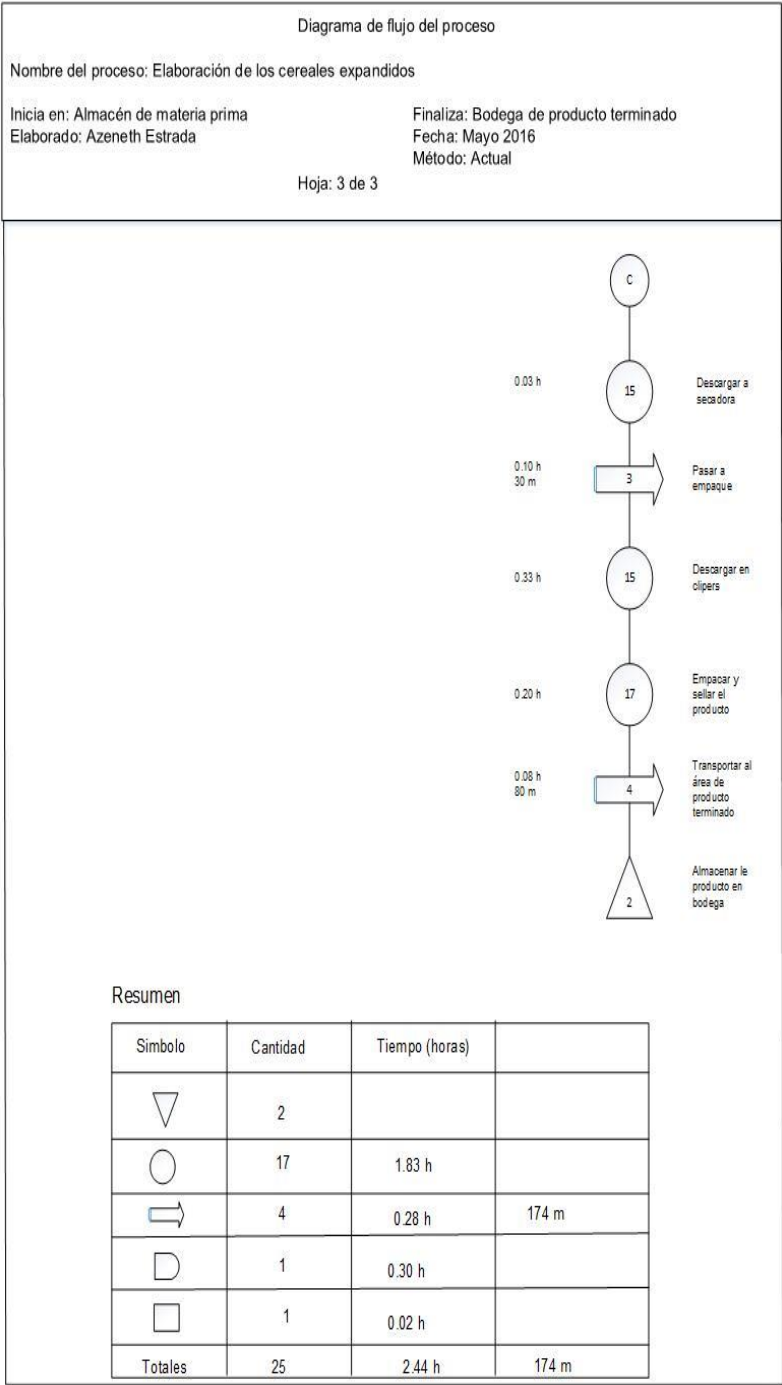 Diagrama de flujo del proceso
Nombre del proceso: Elaboración de los cereales expandidos
Inicia en: Almacén de materia prima
Finaliza: Bodega de producto terminado
Elaborado: Azeneth Estrada
Fecha: Mayo 2016
Método: Actual
Hoja: 3 de 3
C
0.03 h
15
Descargar a
secadora
0.10 h
30 m
3
Pasar a
empaque
0.33 h
15
Descargar en
clipers
0.20 h
17
Empacar y
sellar el
producto
0.08 h
80 m
4
Transportar al
área de
producto
terminado
2
Almacenar le
producto en
bodega
Resumen
Simbolo Cantidad Tiempo (horas)
2
17 1.83 h
4 0.28 h 174 m
1 0.30 h
1 0.02 h
Totales 25 2.44 h 174 m